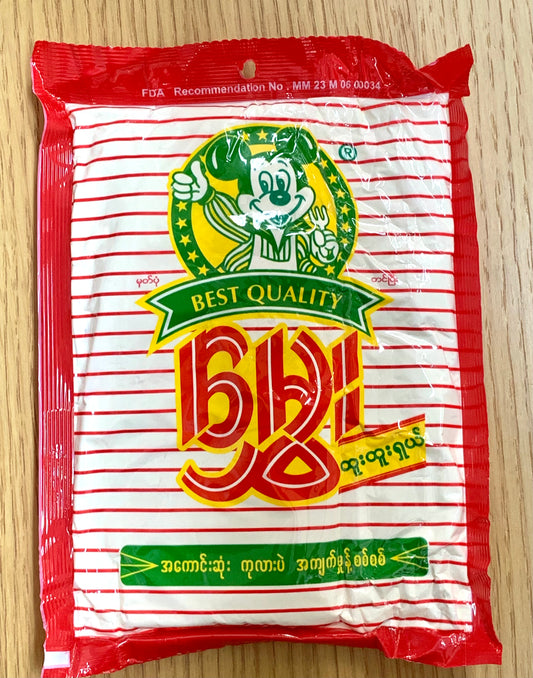 FDA Recommendation No : MM 23 M 06 00034
®
မှတ်ပုံ
တင်ပြီး
BEST QUALITY
မြွှေး
ထူးထူးရှယ်
အကောင်းဆုံး ကုလားပဲ အကျက်မှုန့်စစ်စစ်